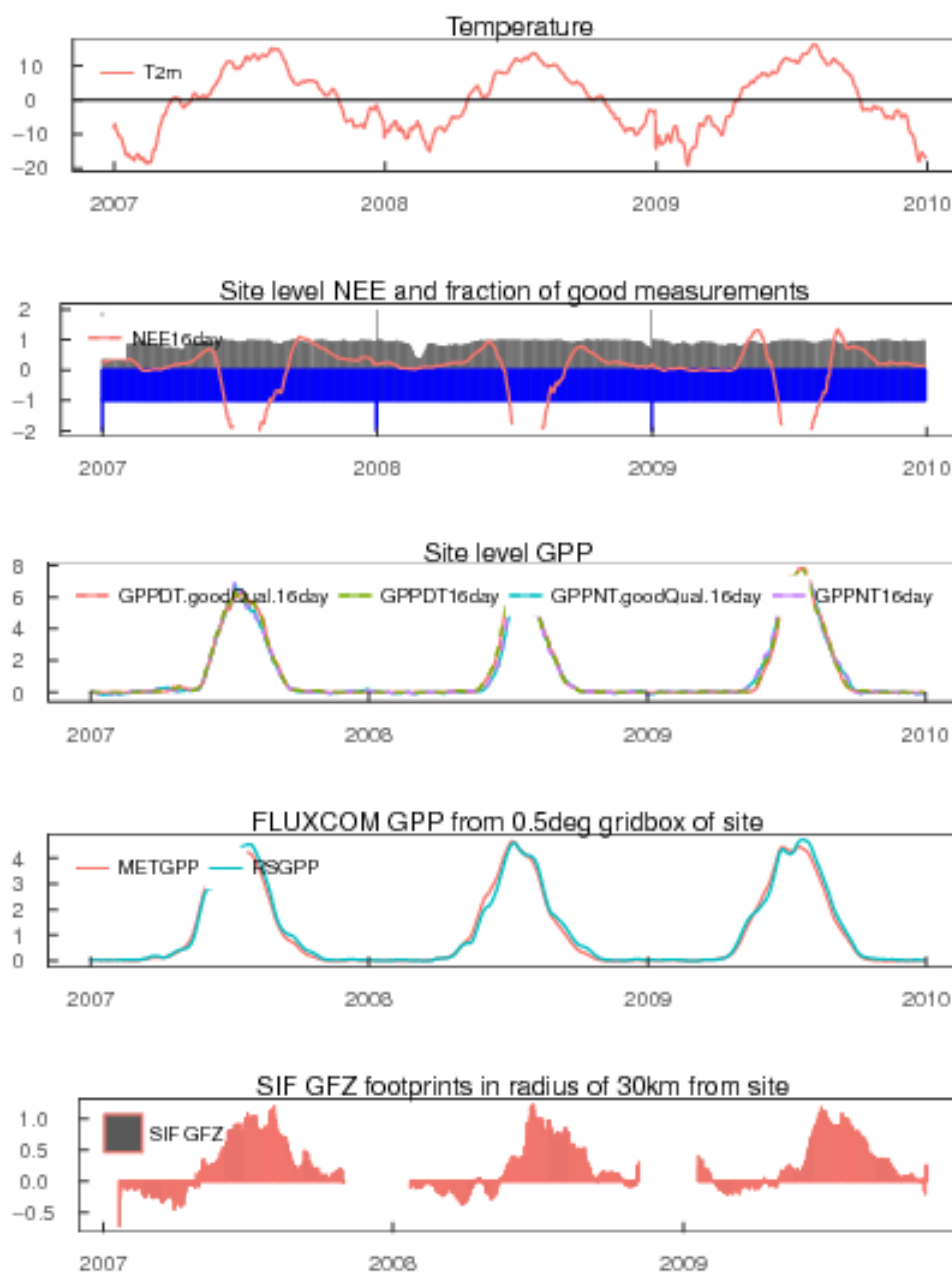 Temperature
10
T2m
0
−10
−20
2007 2008 2009 2010
Site level NEE and fraction of good measurements
2
NEE16day
1
0
−1
−2
2007 2008 2009 2010
Site level GPP
8
GPPDT.goodQual.16day GPPDT16day GPPNT.goodQual.16day GPPNT16day
6
4
2
0
2007 2008 2009 2010
FLUXCOM GPP from 0.5deg gridbox of site
4
METGPP RSGPP
3
2
1
0
2007 2008 2009 2010
SIF GFZ footprints in radius of 30km from site
1.0
SIF GFZ
0.5
0.0
−0.5
2007 2008 2009